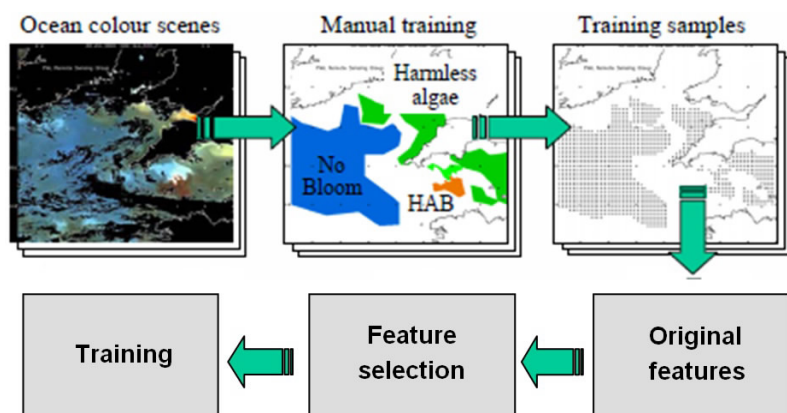 Ocean colour scenes
Manual training
Training samples
Harmless
algae
No
Bloom
HAB
Training
Feature
selection
Original
features